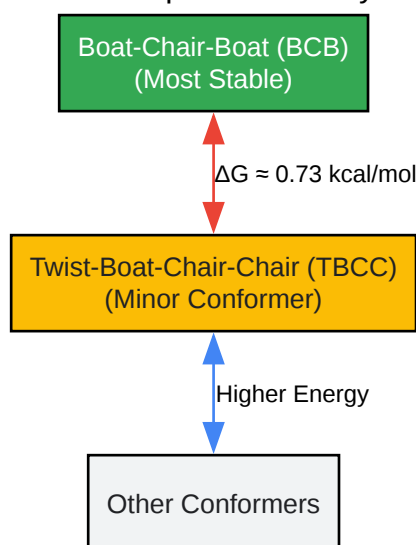 Boat-Chair-Boat (BCB)
(Most Stable)
ΔG ≈ 0.73 kcal/mol
Twist-Boat-Chair-Chair (TBCC)
(Minor Conformer)
Higher Energy
Other Conformers